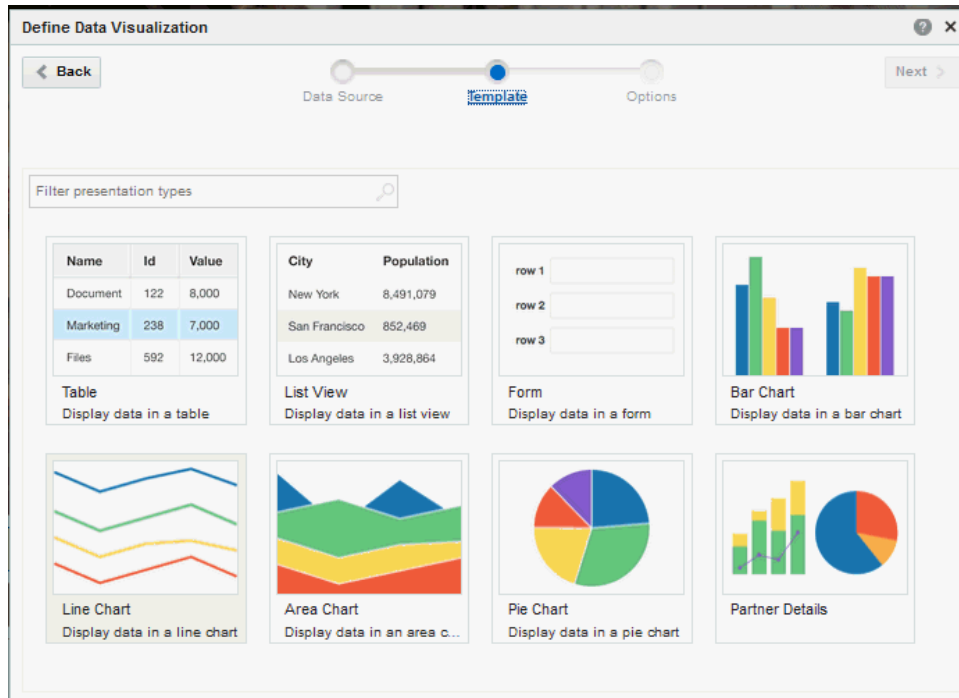 Define Data Visualization
Back
Next
Data Source
Template
Options
Filter presentation types
Name Id Value
Document 122 8,000
Marketing 238 7,000
Files 592 12,000
Table
Display data in a table
City Population
New York 8,491,079
San Francisco 852,469
Los Angeles 3,928,864
List View
Display data in a list view
row 1
row 2
row 3
Form
Display data in a form
Bar Chart
Display data in a bar chart
Line Chart
Display data in a line chart
Area Chart
Display data in an area c...
Pie Chart
Display data in a pie chart
Partner Details